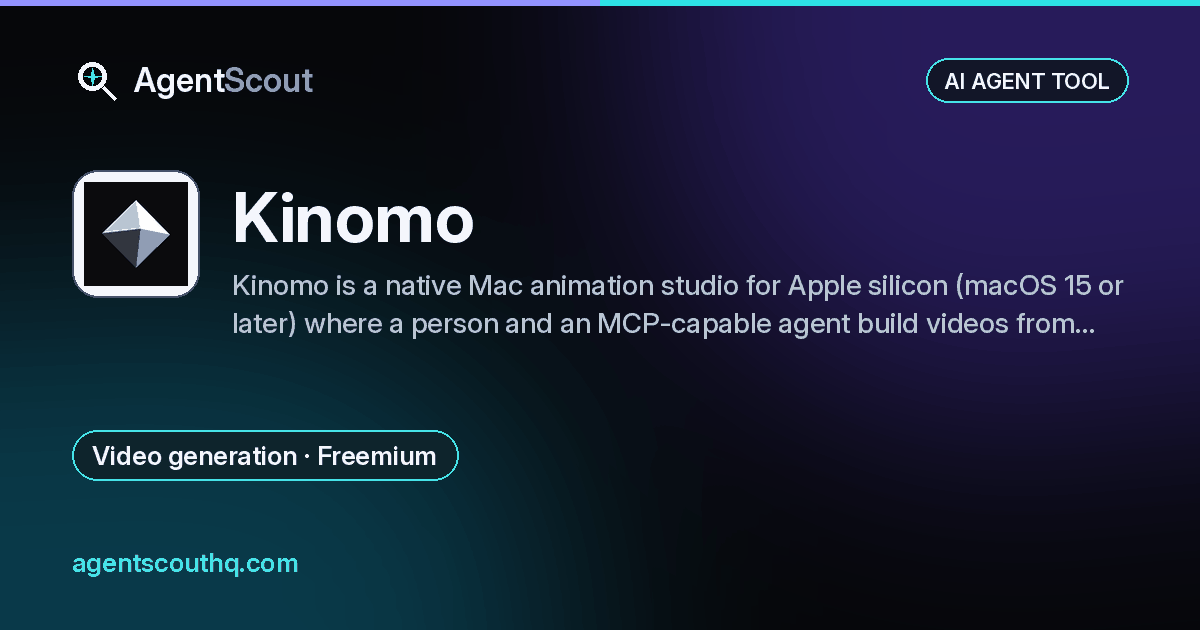 AgentScout
AI AGENT TOOL
Kinomo
Kinomo is a native Mac animation studio for Apple silicon (macOS 15 or
later) where a person and an MCP-capable agent build videos from...
Video generation · Freemium
agentscouthq.com